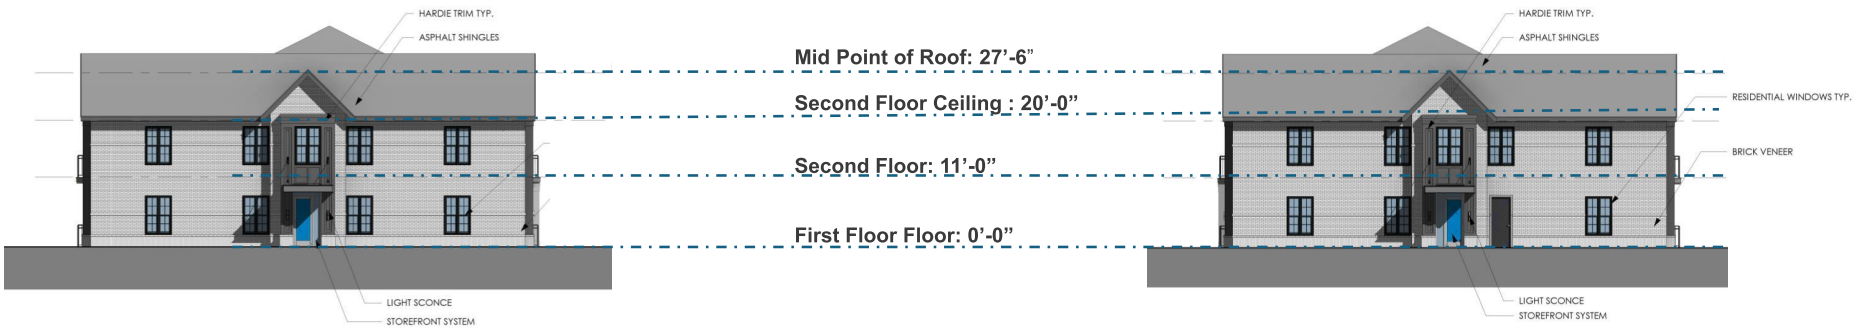 HARDIE TRIM TYP.
ASPHALT SHINGLES
LIGHT SCONCE
STOREFRONT SYSTEM
Mid Point of Roof: 27’-6”
Second Floor Ceiling : 20’-0”
Second Floor: 11’-0”
First Floor Floor: 0’-0”
HARDIE TRIM TYP.
ASPHALT SHINGLES
RESIDENTIAL WINDOWS TYP.
BRICK VENEER
LIGHT SCONCE
STOREFRONT SYSTEM